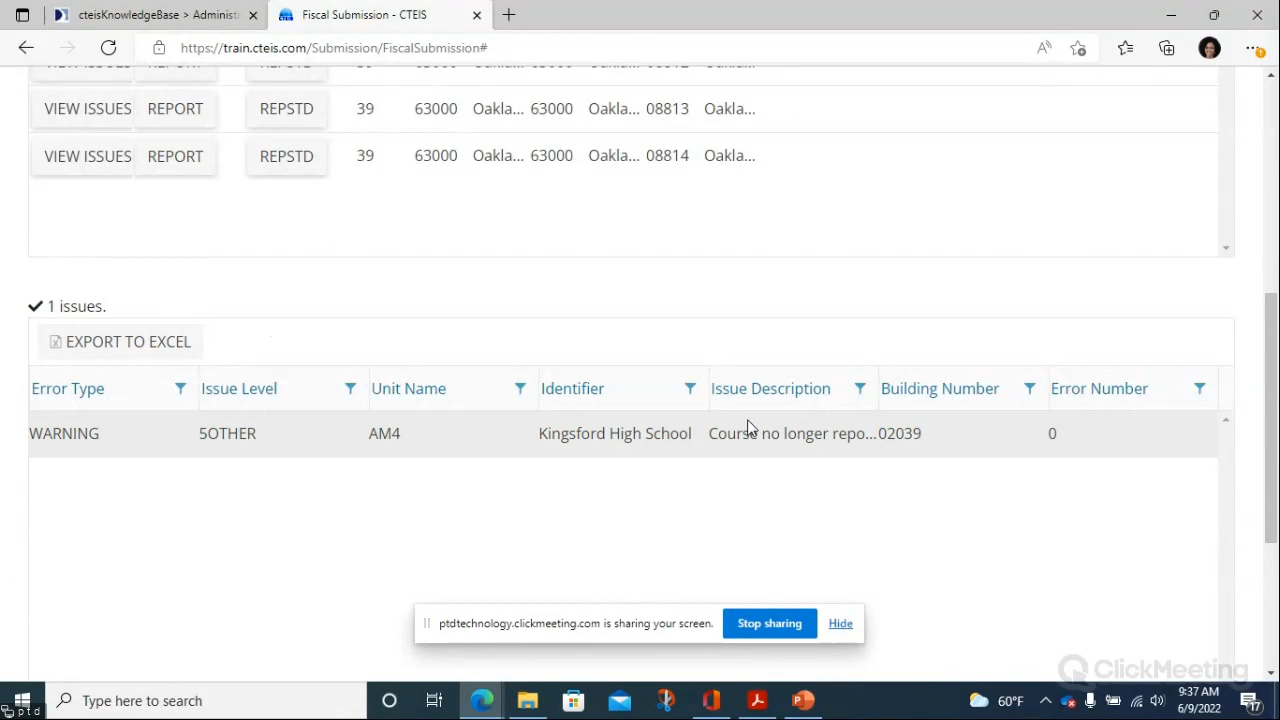 cteisKnowledgeBase > Administ
Fiscal Submission - CTEIS
https://train.cteis.com/Submission/FiscalSubmission#
VIEW ISSUES REPORT REPSTD 39 63000 Oakla... 63000 Oakla... 08813 Oakla...
VIEW ISSUES REPORT REPSTD 39 63000 Oakla... 63000 Oakla... 08814 Oakla...
1 issues.
EXPORT TO EXCEL
Error Type Issue Level Unit Name Identifier Issue Description Building Number Error Number
WARNING 5OTHER AM4 Kingsford High School Course no longer repo... 02039 0
ptdtechnology.clickmeeting.com is sharing your screen. Stop sharing Hide
ClickMeeting
Type here to search
60°F
9:37 AM
6/9/2022
17
ptd